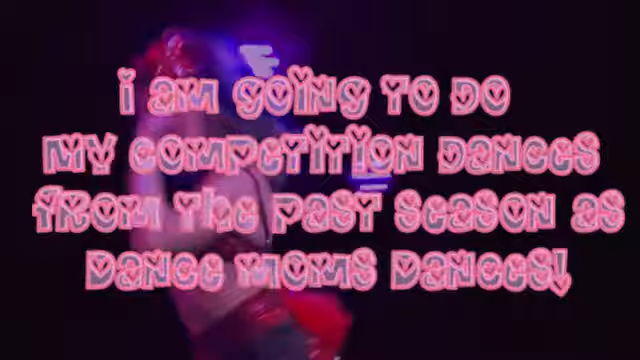 i am going to do
my competition dances
from the past season as
dance moms dances!